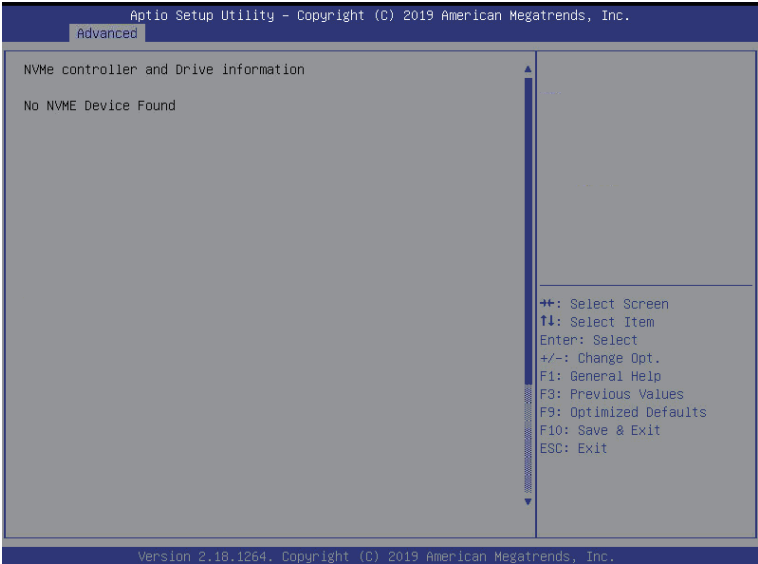 Aptio Setup Utility – Copyright (C) 2019 American Megatrends, Inc.
Advanced
NVMe controller and Drive information
No NVME Device Found
→←: Select Screen
↑↓: Select Item
Enter: Select
+/-: Change Opt.
F1: General Help
F3: Previous Values
F9: Optimized Defaults
F10: Save & Exit
ESC: Exit
Version 2.18.1264. Copyright (C) 2019 American Megatrends, Inc.